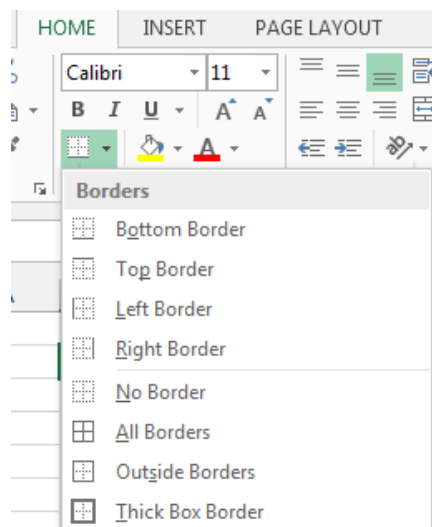 HOME INSERT PAGE LAYOUT
Calibri 11
B I U A A
A
Borders
Bottom Border
Top Border
Left Border
Right Border
No Border
All Borders
Outside Borders
Thick Box Border